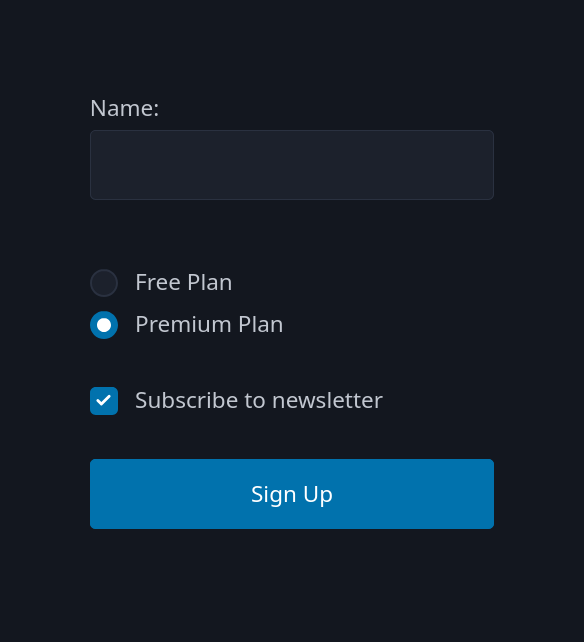 Name:
Free Plan
Premium Plan
Subscribe to newsletter
Sign Up